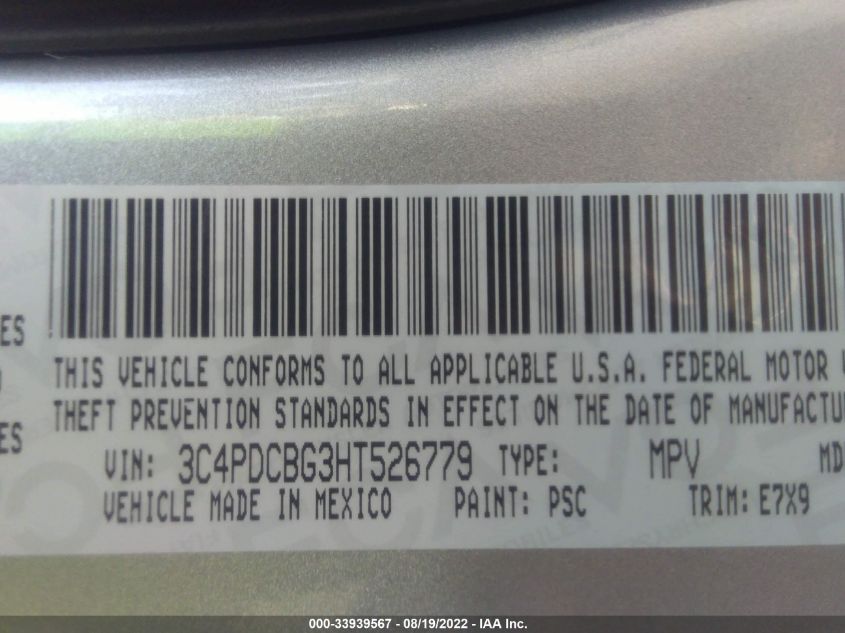 ES
THIS VEHICLE CONFORMS TO ALL APPLICABLE U.S.A. FEDERAL MOTOR
THEFT PREVENTION STANDARDS IN EFFECT ON THE DATE OF MANUFACTU
ES
VIN: 3C4PDCBG3HT526779 TYPE: MPV MD
VEHICLE MADE IN MEXICO PAINT: PSC TRIM: E7X9
000-33939567 - 08/19/2022 - IAA Inc.